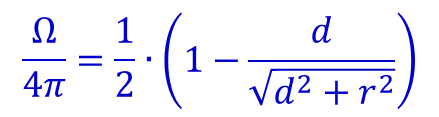 Ω/4π = 1/2 · (1 − d/√(d² + r²))